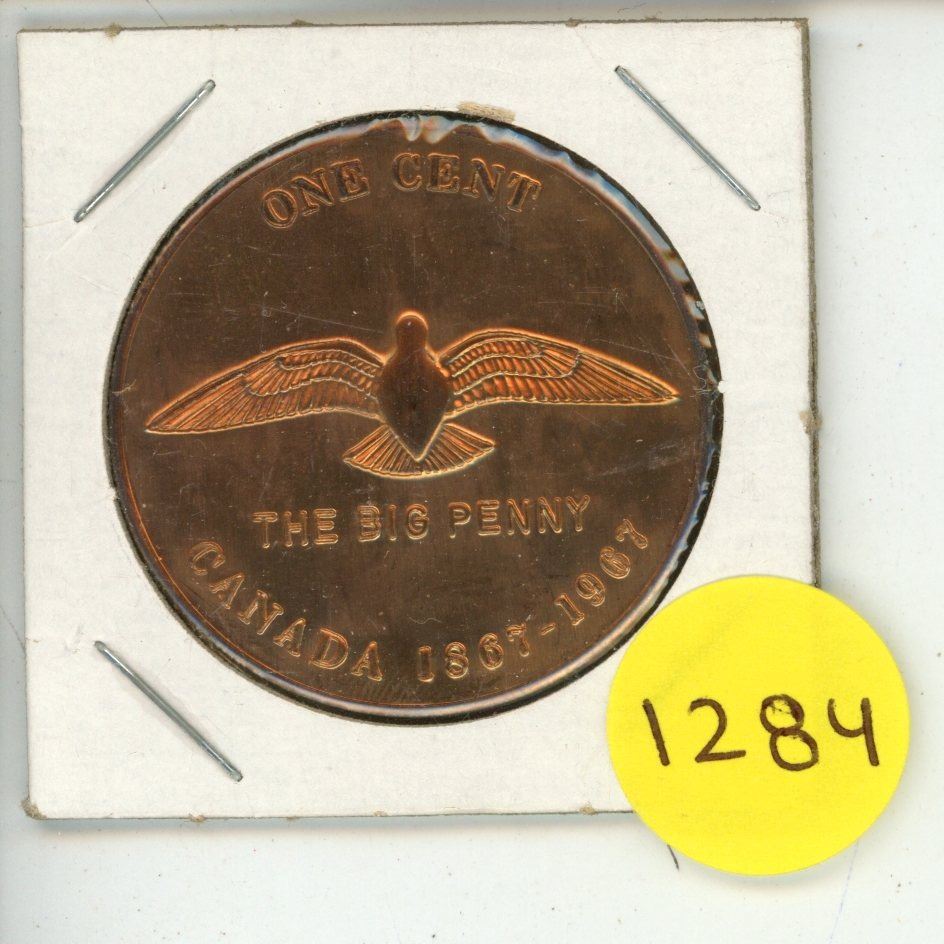 ONE CENT
THE BIG PENNY
CANADA 1867-1967
1284